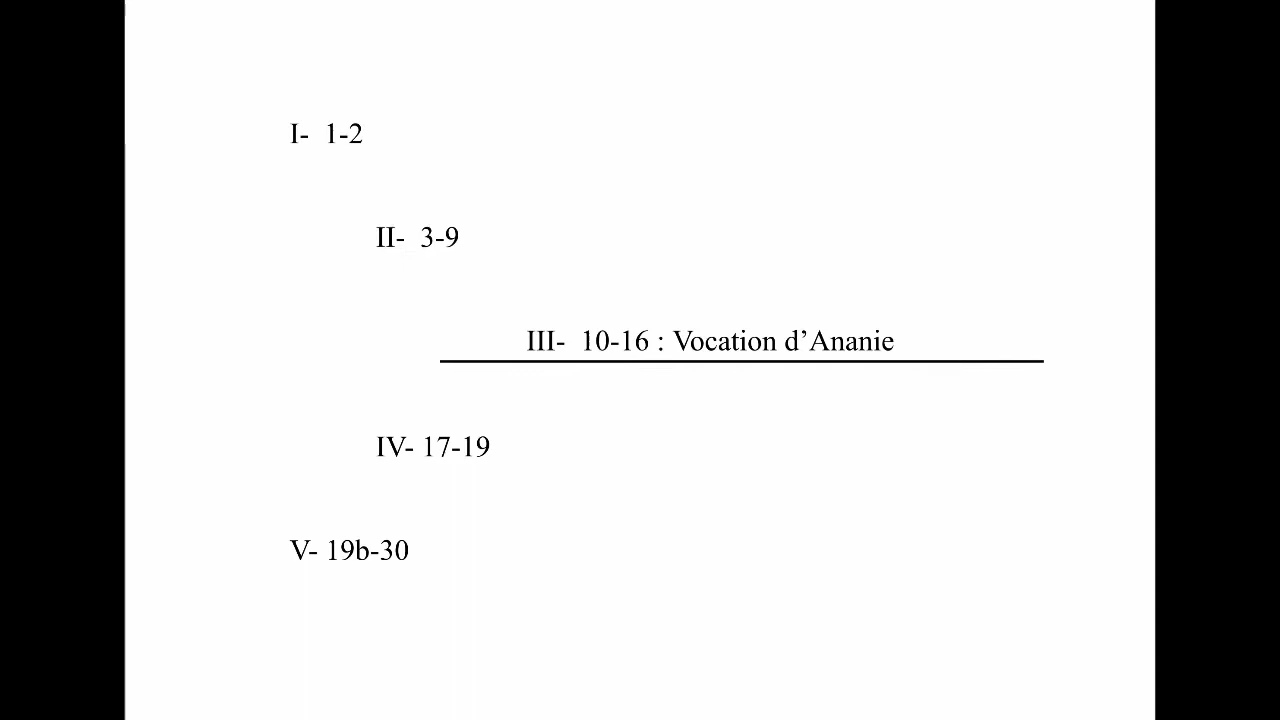 I-  1-2
II-  3-9
III-  10-16 : Vocation d’Ananie
IV- 17-19
V- 19b-30